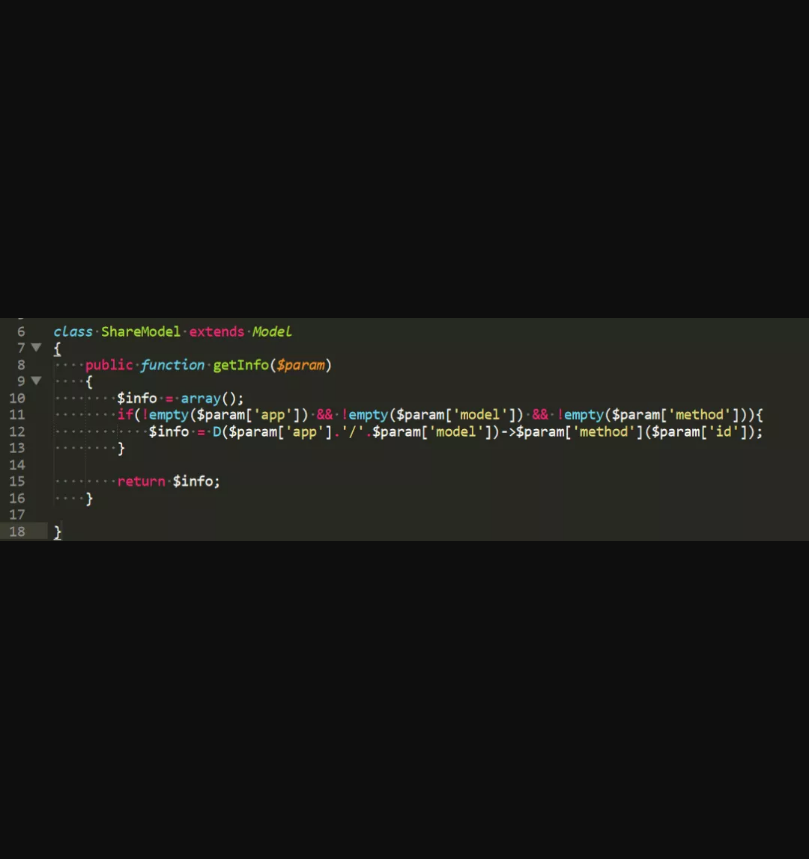 6 class ShareModel extends Model
7 {
8 public function getInfo($param)
9 {
10 $info = array();
11 if(!empty($param['app']) && !empty($param['model']) && !empty($param['method'])){
12 $info = D($param['app'].'/'.$param['model'])->$param['method']($param['id']);
13 }
14
15 return $info;
16 }
17
18 }